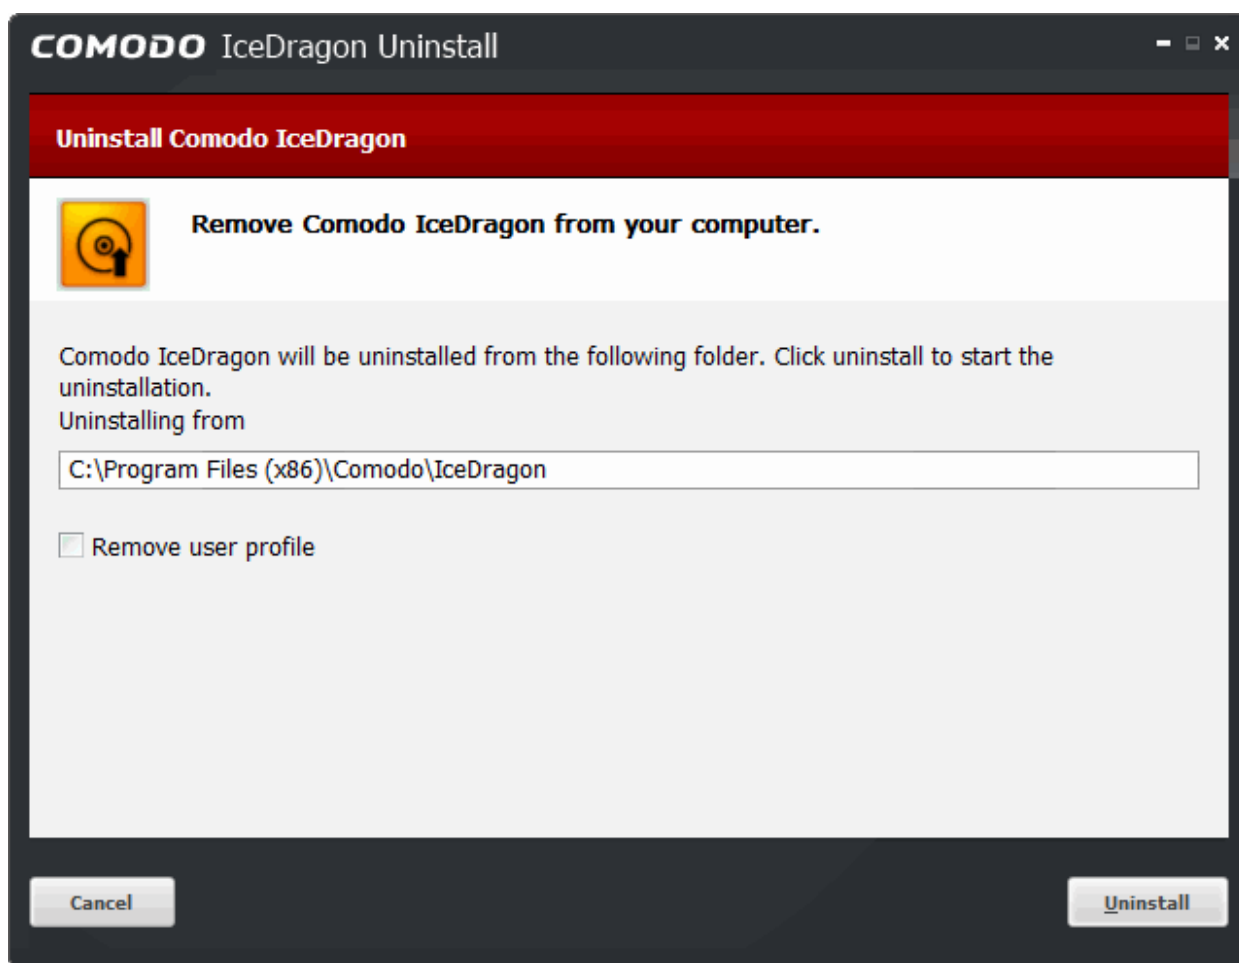 COMODO IceDragon Uninstall
Uninstall Comodo IceDragon
Remove Comodo IceDragon from your computer.
Comodo IceDragon will be uninstalled from the following folder. Click uninstall to start the
uninstallation.
Uninstalling from
C:\Program Files (x86)\Comodo\IceDragon
Remove user profile
Cancel
Uninstall